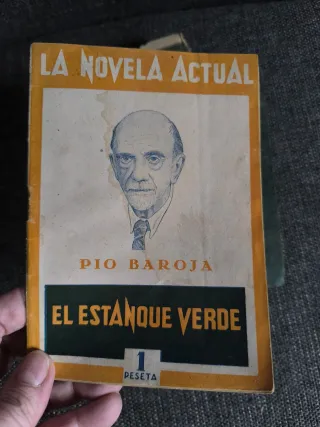 LA NOVELA ACTUAL
PIO BAROJA
EL ESTANQUE VERDE
1
PESETA